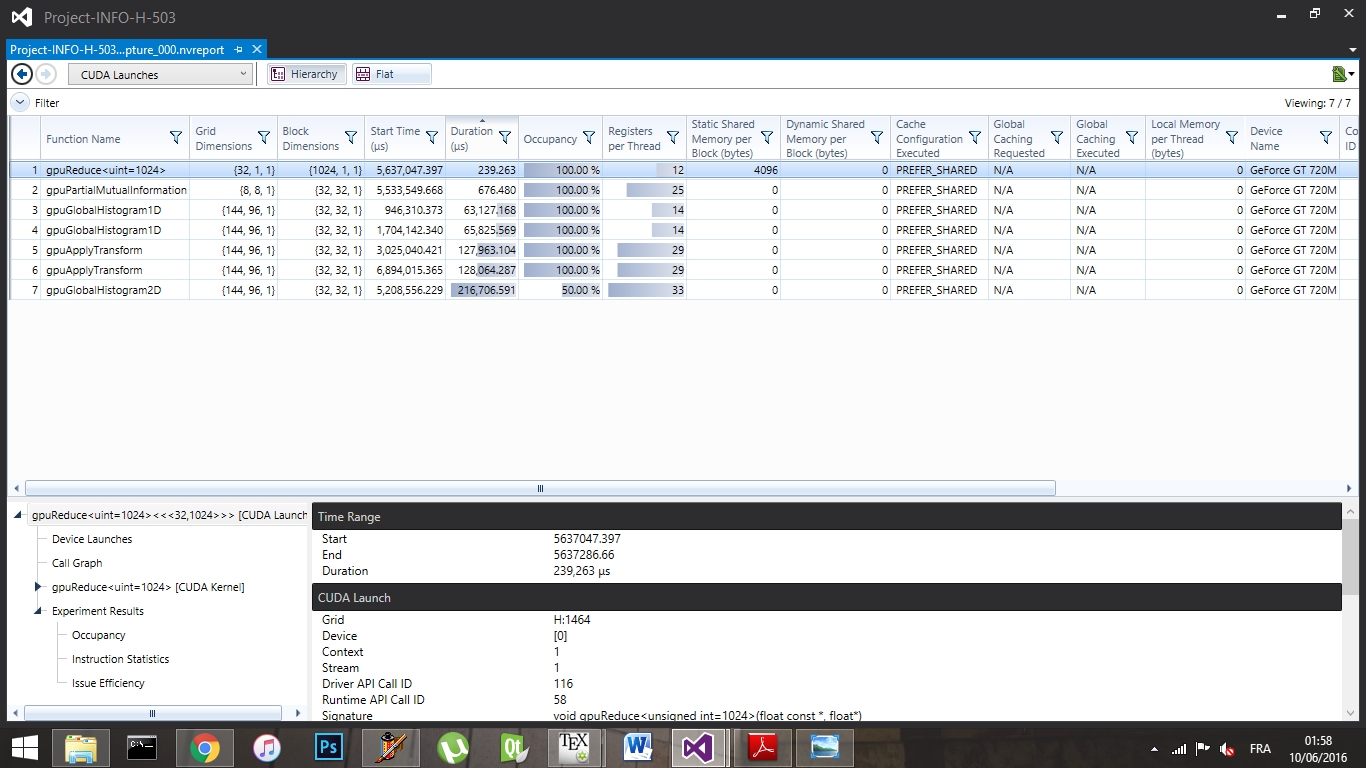 Project-INFO-H-503
Project-INFO-H-503...pture_000.nvreport
CUDA Launches Hierarchy Flat
Filter Viewing: 7 / 7
Function Name Grid Dimensions Block Dimensions Start Time (µs) Duration (µs) Occupancy Registers per Thread Static Shared Memory per Block (bytes) Dynamic Shared Memory per Block (bytes) Cache Configuration Executed Global Caching Requested Global Caching Executed Local Memory per Thread (bytes) Device Name Co ID
1 gpuReduce<uint=1024> {32, 1, 1} {1024, 1, 1} 5,637,047.397 239.263 100.00 % 12 4096 0 PREFER_SHARED N/A N/A 0 GeForce GT 720M
2 gpuPartialMutualInformation {8, 8, 1} {32, 32, 1} 5,533,549.668 676.480 100.00 % 25 0 0 PREFER_SHARED N/A N/A 0 GeForce GT 720M
3 gpuGlobalHistogram1D {144, 96, 1} {32, 32, 1} 946,310.373 63,127.168 100.00 % 14 0 0 PREFER_SHARED N/A N/A 0 GeForce GT 720M
4 gpuGlobalHistogram1D {144, 96, 1} {32, 32, 1} 1,704,142.340 65,825.569 100.00 % 14 0 0 PREFER_SHARED N/A N/A 0 GeForce GT 720M
5 gpuApplyTransform {144, 96, 1} {32, 32, 1} 3,025,040.421 127,963.104 100.00 % 29 0 0 PREFER_SHARED N/A N/A 0 GeForce GT 720M
6 gpuApplyTransform {144, 96, 1} {32, 32, 1} 6,894,015.365 128,064.287 100.00 % 29 0 0 PREFER_SHARED N/A N/A 0 GeForce GT 720M
7 gpuGlobalHistogram2D {144, 96, 1} {32, 32, 1} 5,208,556.229 216,706.591 50.00 % 33 0 0 PREFER_SHARED N/A N/A 0 GeForce GT 720M
gpuReduce<uint=1024><<<32,1024>>> [CUDA Launch
Device Launches
Call Graph
gpuReduce<uint=1024> [CUDA Kernel]
Experiment Results
Occupancy
Instruction Statistics
Issue Efficiency
Time Range
Start 5637047.397
End 5637286.66
Duration 239,263 µs
CUDA Launch
Grid H:1464
Device [0]
Context 1
Stream 1
Driver API Call ID 116
Runtime API Call ID 58
Signature void gpuReduce<unsigned int=1024>(float const *, float*)
C:\_
Ps
Qt
TEX
W
FRA
01:58
10/06/2016